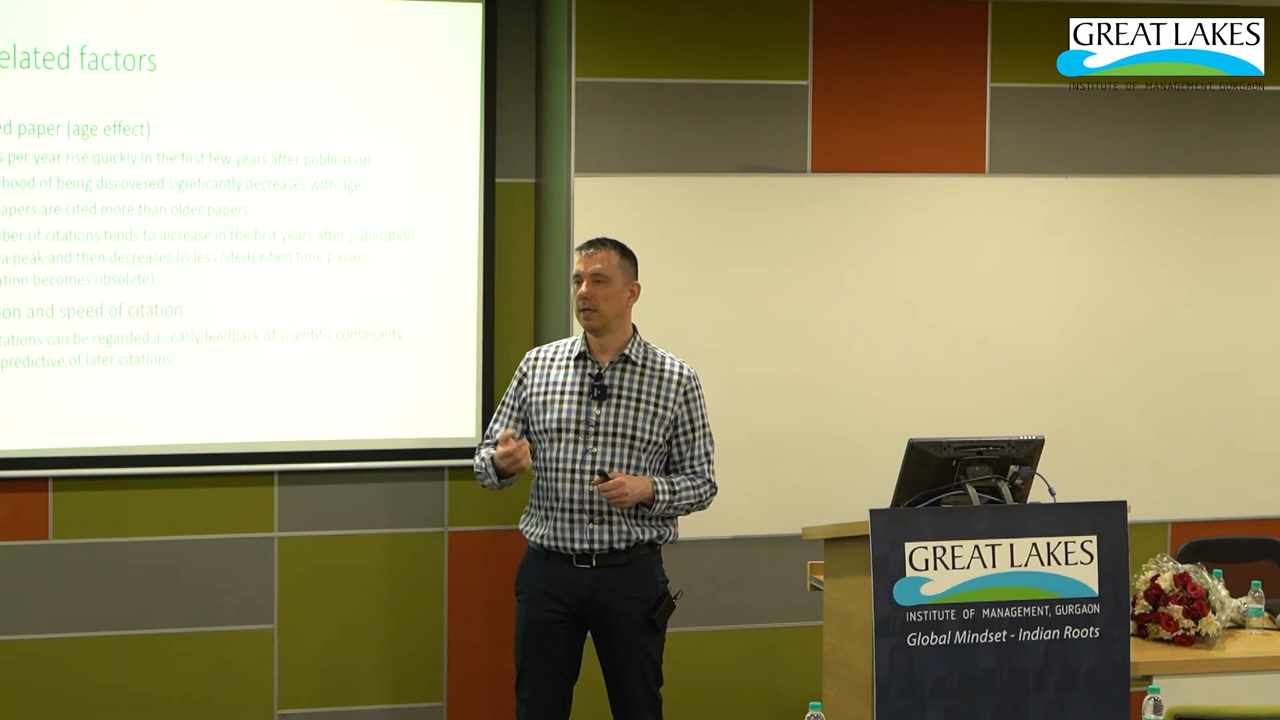 elated factors
ed paper (age effect)
s per year rise quickly in the first few years after publication
ihood of being discovered significantly decreases with age
apers are cited more than older papers
ber of citations tends to increase in the first years after publication
a peak and then decreases (is less cited) when time passes
ation becomes obsolete)
ion and speed of citation
tations can be regarded as early feedback of scientific community
predictive of later citations
GREAT LAKES
INSTITUTE OF MANAGEMENT, GURGAON
GREAT LAKES
INSTITUTE OF MANAGEMENT, GURGAON
Global Mindset - Indian Roots